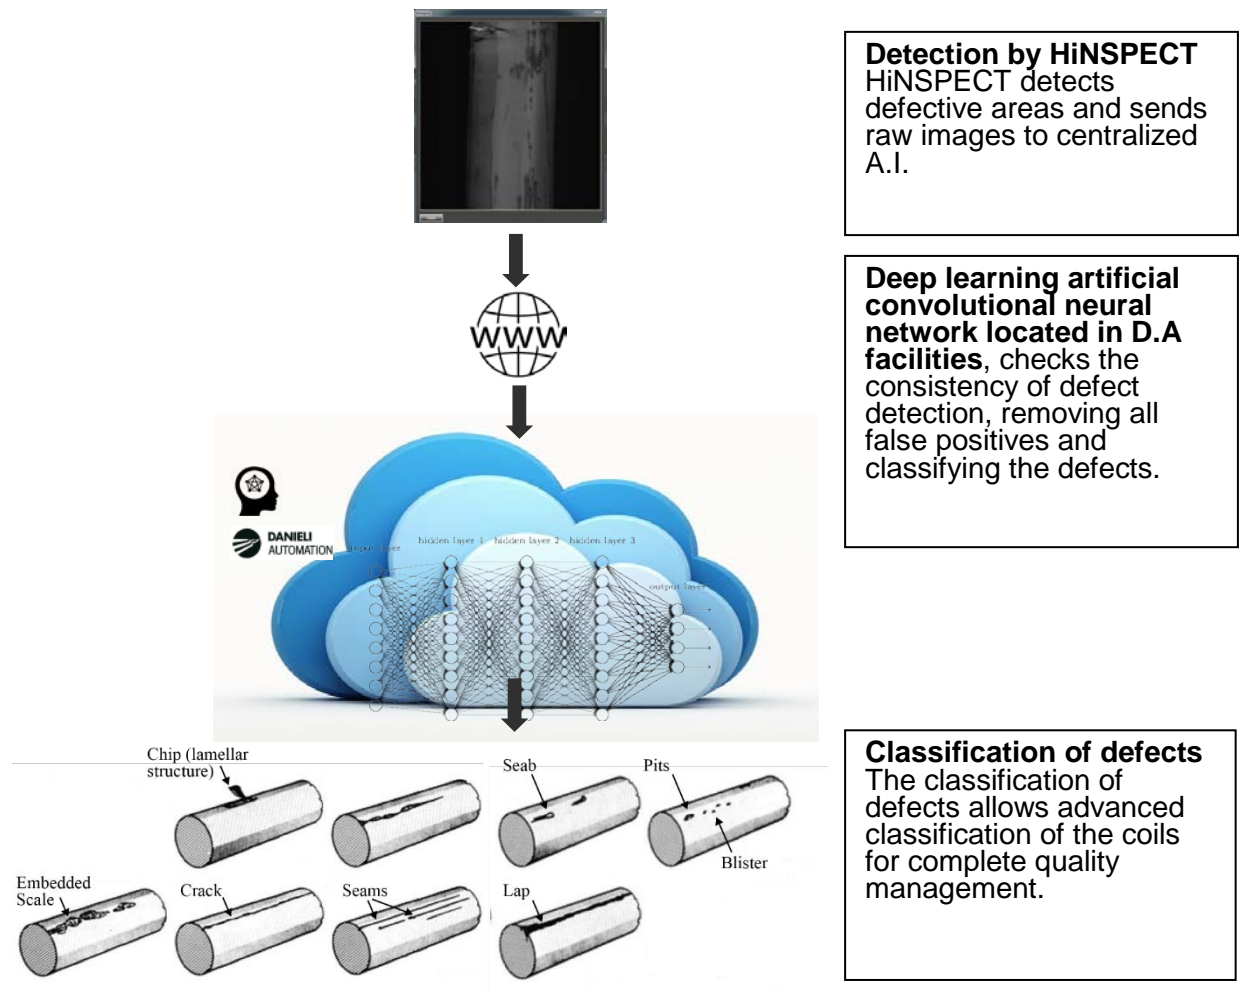 Detection by HiNSPECT
HiNSPECT detects
defective areas and sends
raw images to centralized
A.I.
WWW
Deep learning artificial
convolutional neural
network located in D.A
facilities, checks the
consistency of defect
detection, removing all
false positives and
classifying the defects.
DANIELI
AUTOMATION
input layer
hidden layer 1
hidden layer 2
hidden layer 3
output layer
Chip (lamellar
structure)
Seab
Pits
Blister
Embedded
Scale
Crack
Seams
Lap
Classification of defects
The classification of
defects allows advanced
classification of the coils
for complete quality
management.